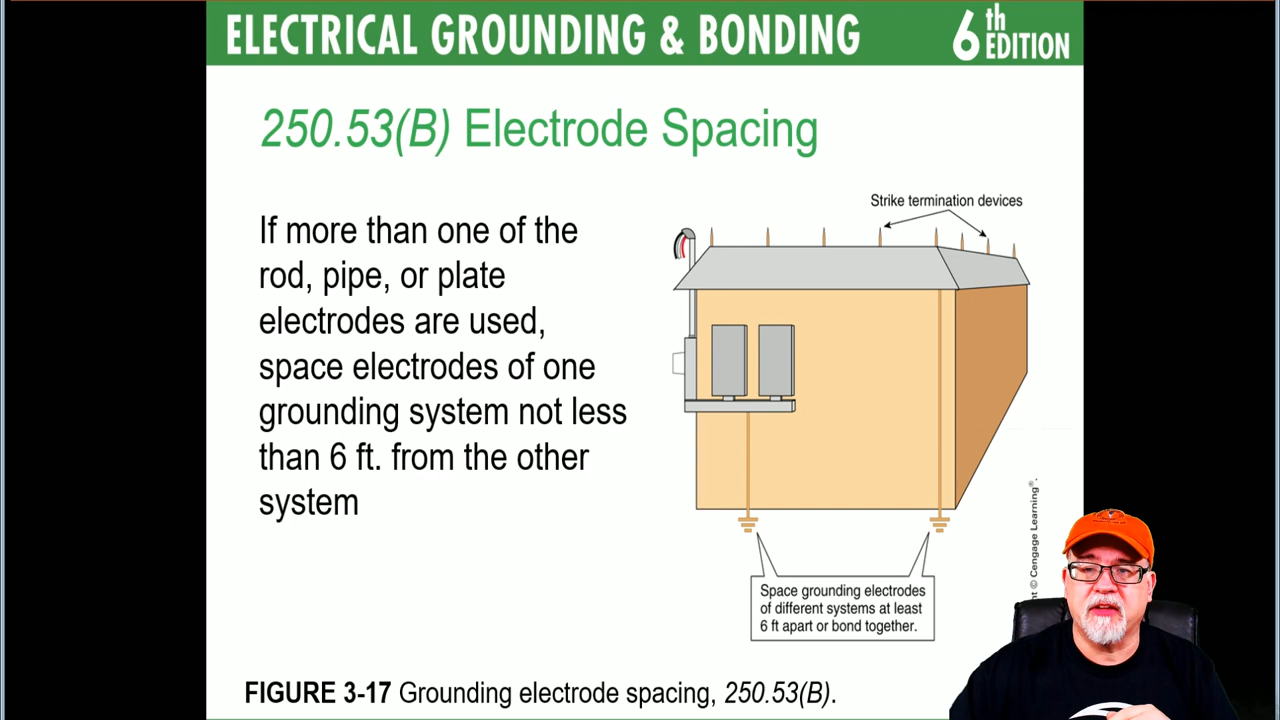 ELECTRICAL GROUNDING & BONDING
6th EDITION
250.53(B) Electrode Spacing
If more than one of the
rod, pipe, or plate
electrodes are used,
space electrodes of one
grounding system not less
than 6 ft. from the other
system
Strike termination devices
Space grounding electrodes
of different systems at least
6 ft apart or bond together.
© Cengage Learning®.
FIGURE 3-17 Grounding electrode spacing, 250.53(B).